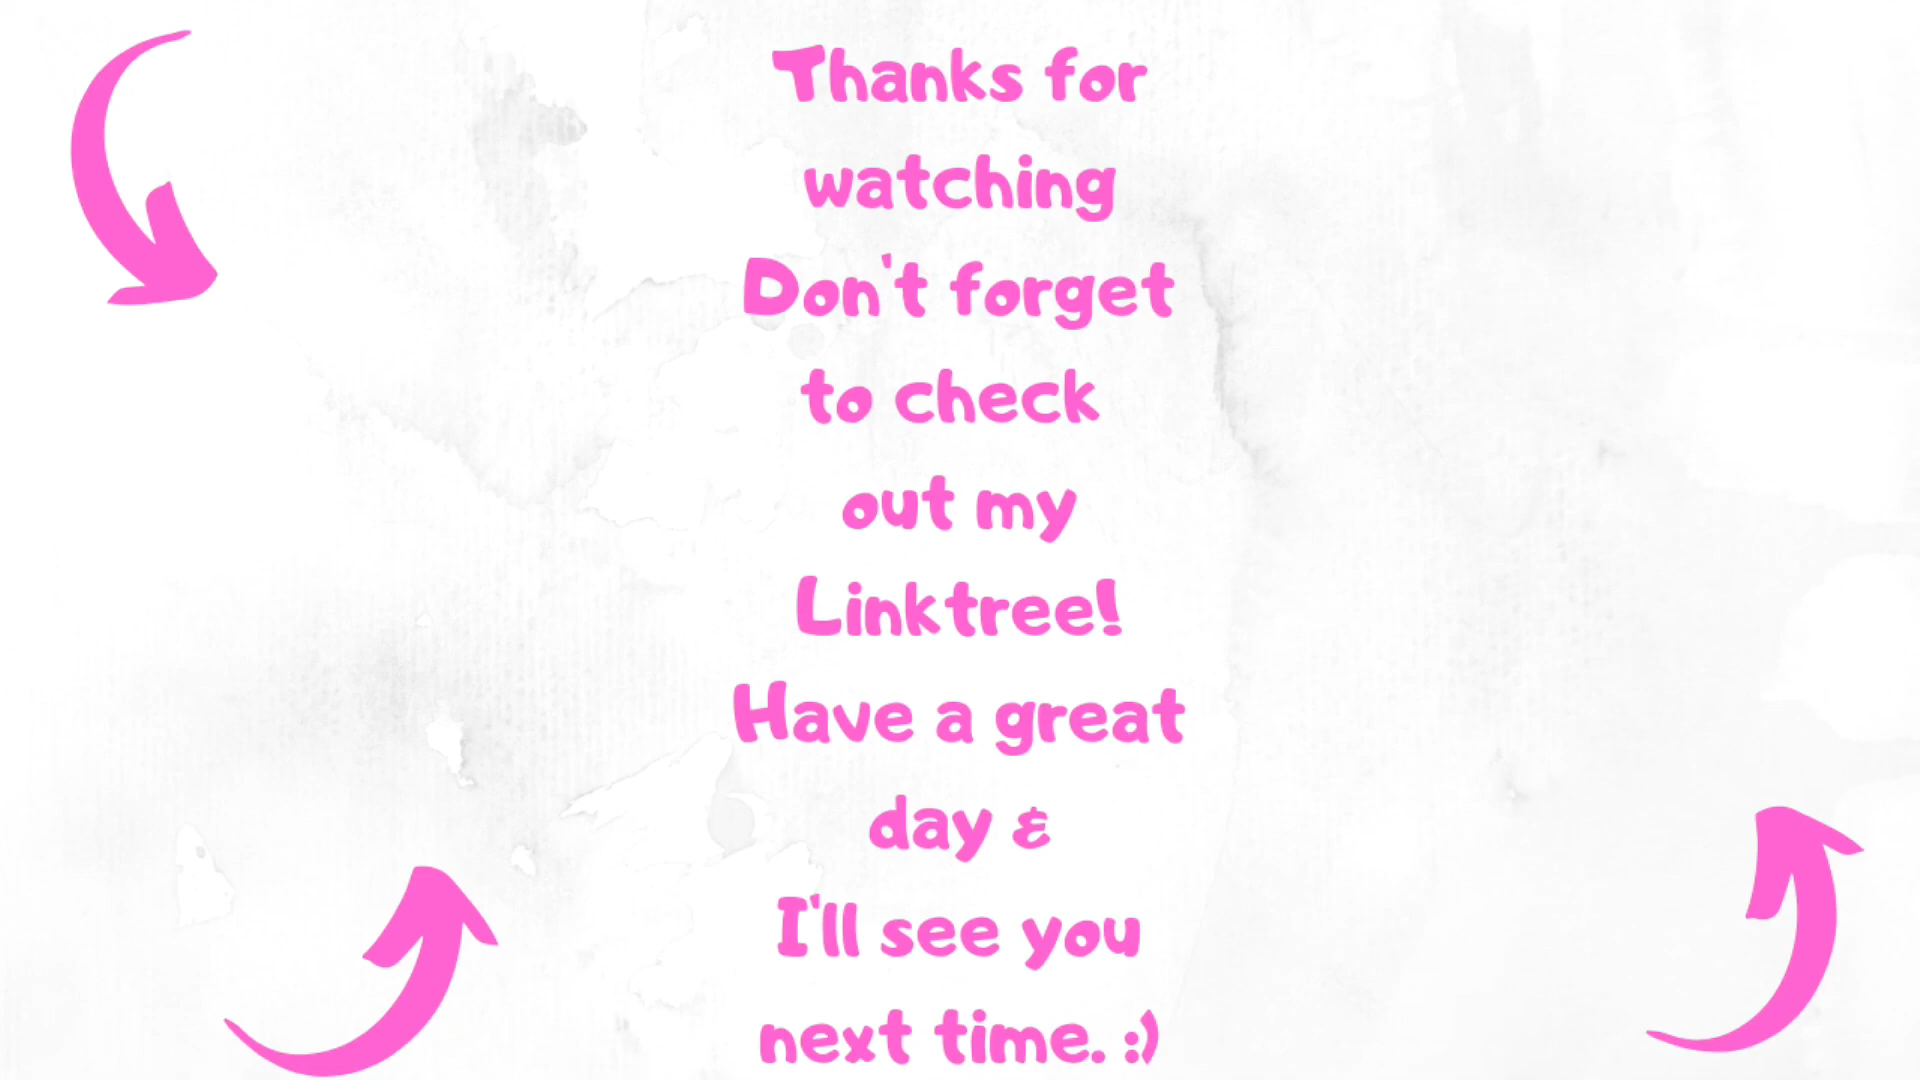 Thanks for
watching
Don't forget
to check
out my
Linktree!
Have a great
day &
I'll see you
next time. :)